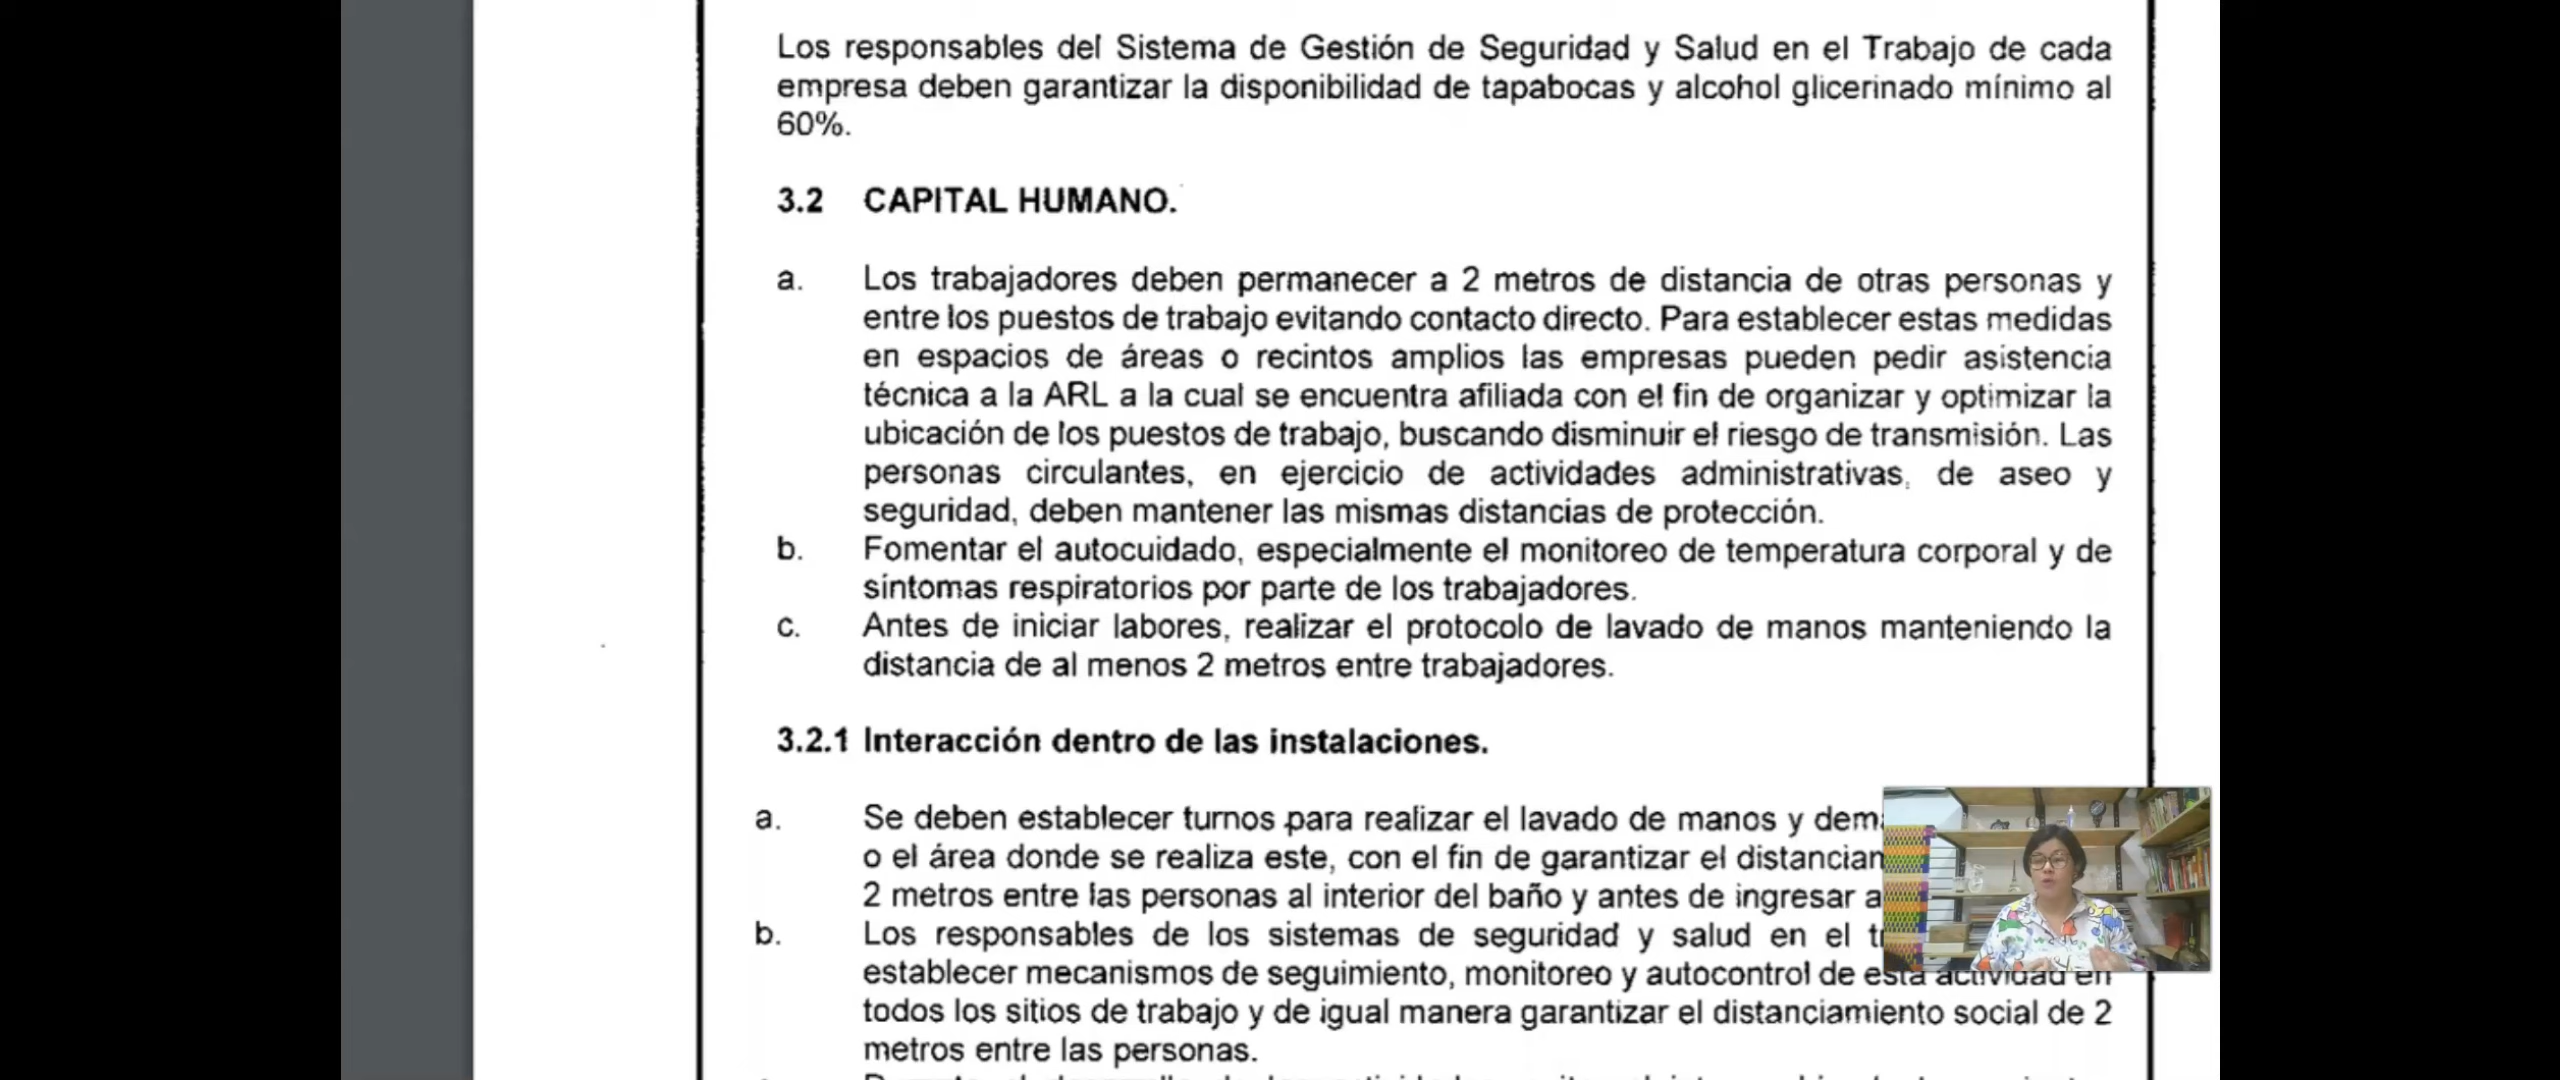 Los responsables del Sistema de Gestión de Seguridad y Salud en el Trabajo de cada
empresa deben garantizar la disponibilidad de tapabocas y alcohol glicerinado mínimo al
60%.
3.2 CAPITAL HUMANO.
a. Los trabajadores deben permanecer a 2 metros de distancia de otras personas y
entre los puestos de trabajo evitando contacto directo. Para establecer estas medidas
en espacios de áreas o recintos amplios las empresas pueden pedir asistencia
técnica a la ARL a la cual se encuentra afiliada con el fin de organizar y optimizar la
ubicación de los puestos de trabajo, buscando disminuir el riesgo de transmisión. Las
personas circulantes, en ejercicio de actividades administrativas, de aseo y
seguridad, deben mantener las mismas distancias de protección.
b. Fomentar el autocuidado, especialmente el monitoreo de temperatura corporal y de
síntomas respiratorios por parte de los trabajadores.
c. Antes de iniciar labores, realizar el protocolo de lavado de manos manteniendo la
distancia de al menos 2 metros entre trabajadores.
3.2.1 Interacción dentro de las instalaciones.
a. Se deben establecer turnos para realizar el lavado de manos y
o el área donde se realiza este, con el fin de garantizar el
2 metros entre las personas al interior del baño y antes de ingresar
b. Los responsables de los sistemas de seguridad y salud en el
establecer mecanismos de seguimiento, monitoreo y autocontrol de esta actividad en
todos los sitios de trabajo y de igual manera garantizar el distanciamiento social de 2
metros entre las personas.